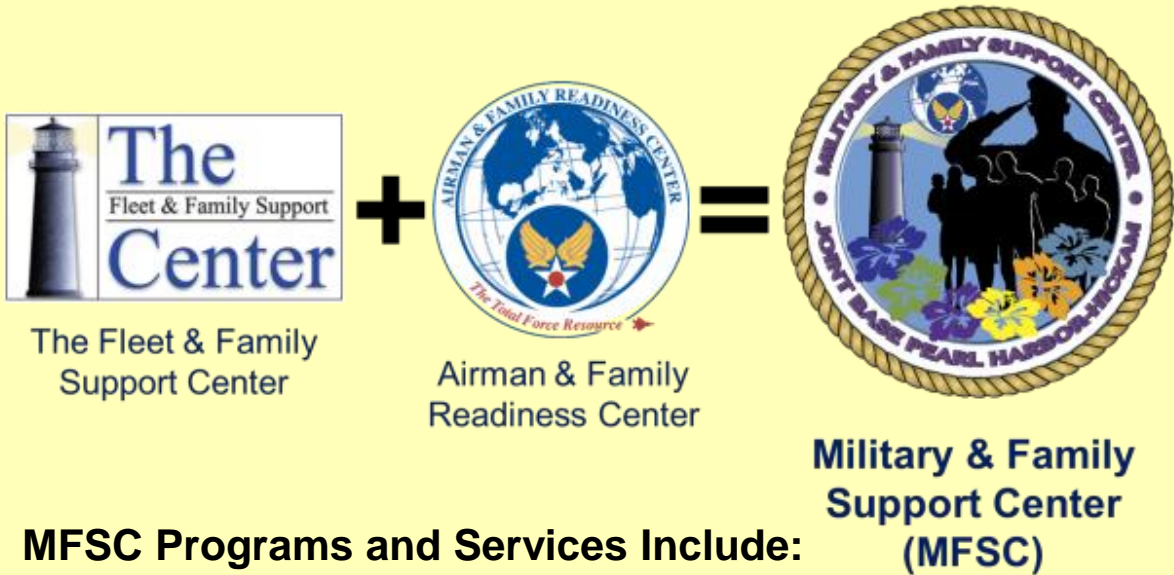 The
Fleet & Family Support
Center
The Fleet & Family
Support Center
+
AIRMAN & FAMILY READINESS CENTER
The Total Force Resource
Airman & Family
Readiness Center
=
MILITARY & FAMILY SUPPORT CENTER
JOINT BASE PEARL HARBOR-HICKAM
Military & Family
Support Center
(MFSC)
MFSC Programs and Services Include: